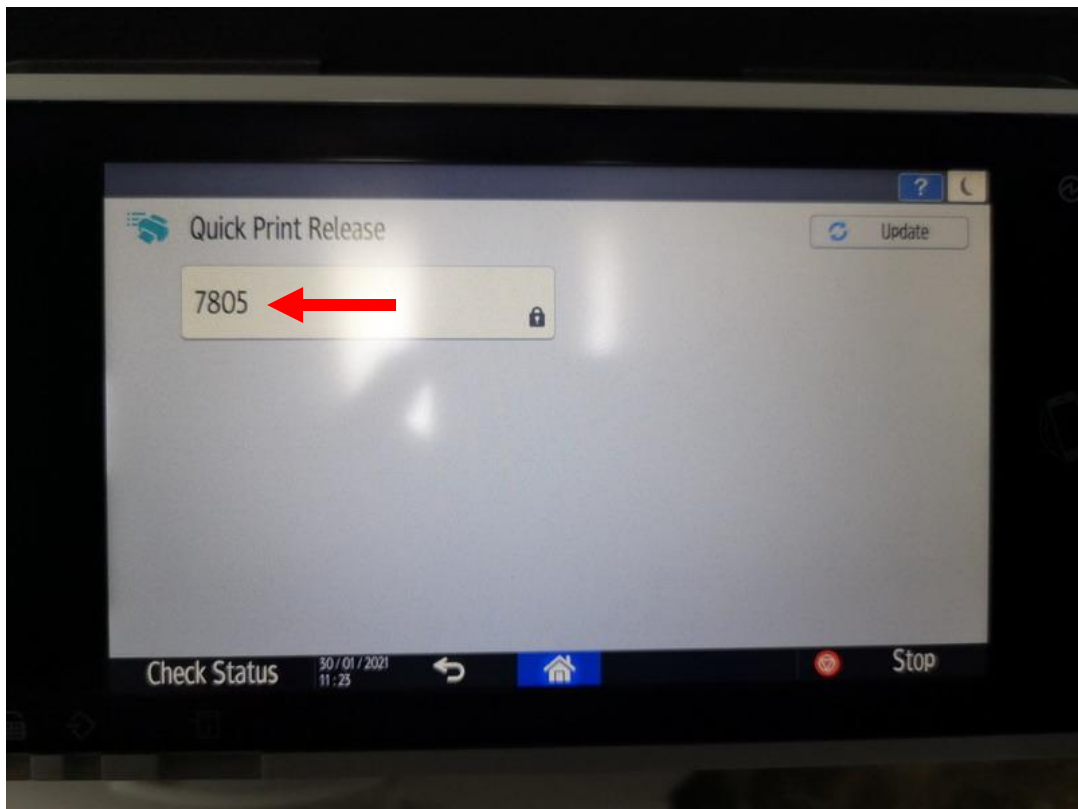 ?
Quick Print Release
Update
7805
Check Status
30/01/2021
11:23
Stop